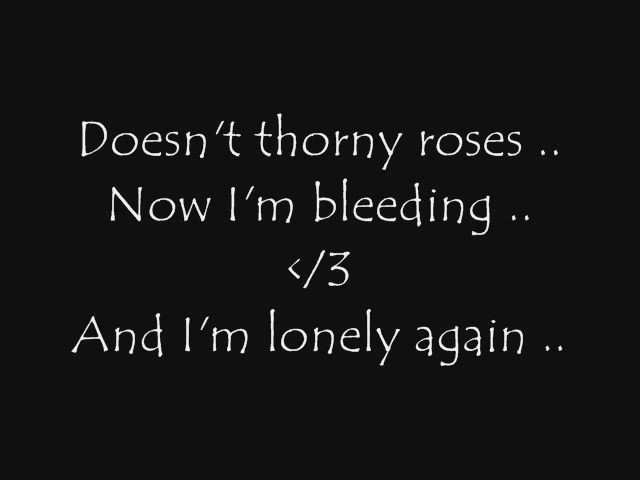 Doesn't thorny roses ..
Now I'm bleeding ..
</3
And I'm lonely again ..